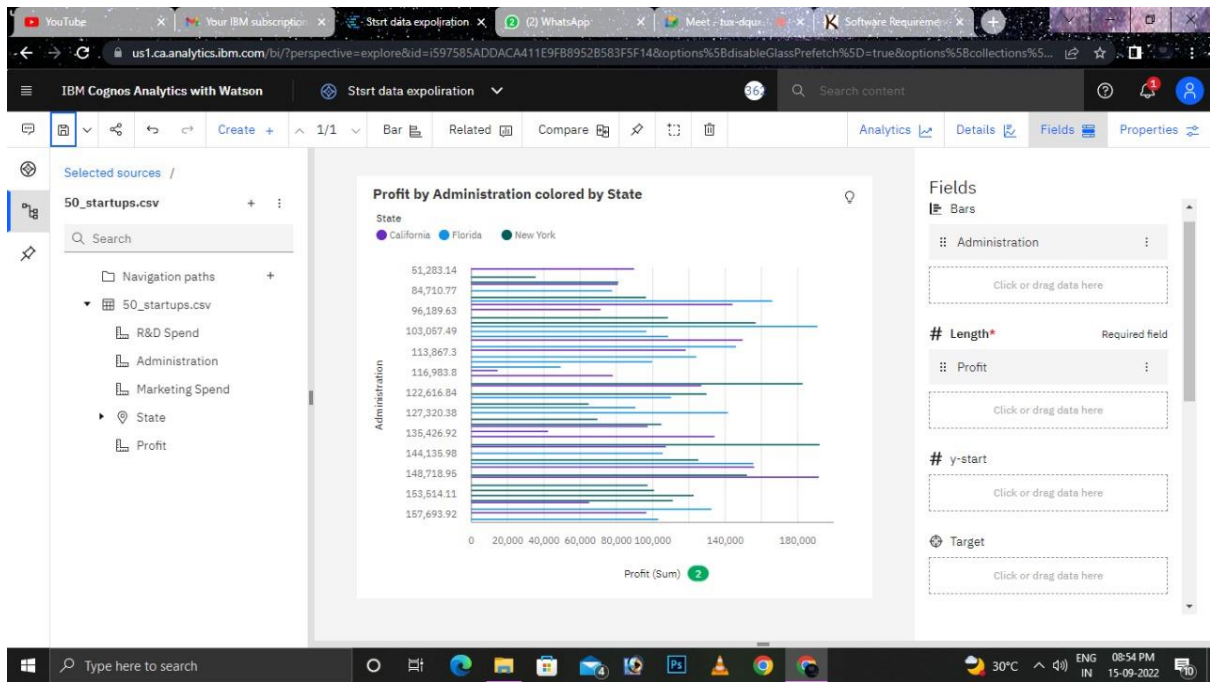 YouTube
Your IBM subscription
Stsrt data expoliration
(2) WhatsApp
Meet - tux-dqux
Software Requireme
us1.ca.analytics.ibm.com/bi/?perspective=explore&id=i597585ADDACA411E9FB8952B583F5F14&options%5BdisableGlassPrefetch%5D=true&options%5Bcollections%5...
IBM Cognos Analytics with Watson
Stsrt data expoliration
Search content
Create +
1/1
Bar
Related
Compare
Analytics
Details
Fields
Properties
Selected sources /
50_startups.csv
Search
Navigation paths
50_startups.csv
R&D Spend
Administration
Marketing Spend
State
Profit
Profit by Administration colored by State
State
California Florida New York
Administration
51,283.14
84,710.77
96,189.63
103,057.49
113,867.3
116,983.8
122,616.84
127,320.38
135,426.92
144,135.98
148,718.95
153,514.11
157,693.92
0 20,000 40,000 60,000 80,000 100,000 140,000 180,000
Profit (Sum) 2
Fields
Bars
Administration
Click or drag data here
# Length* Required field
Profit
Click or drag data here
# y-start
Click or drag data here
Target
Click or drag data here
Type here to search
Ps
30°C
ENG
IN
08:54 PM
15-09-2022